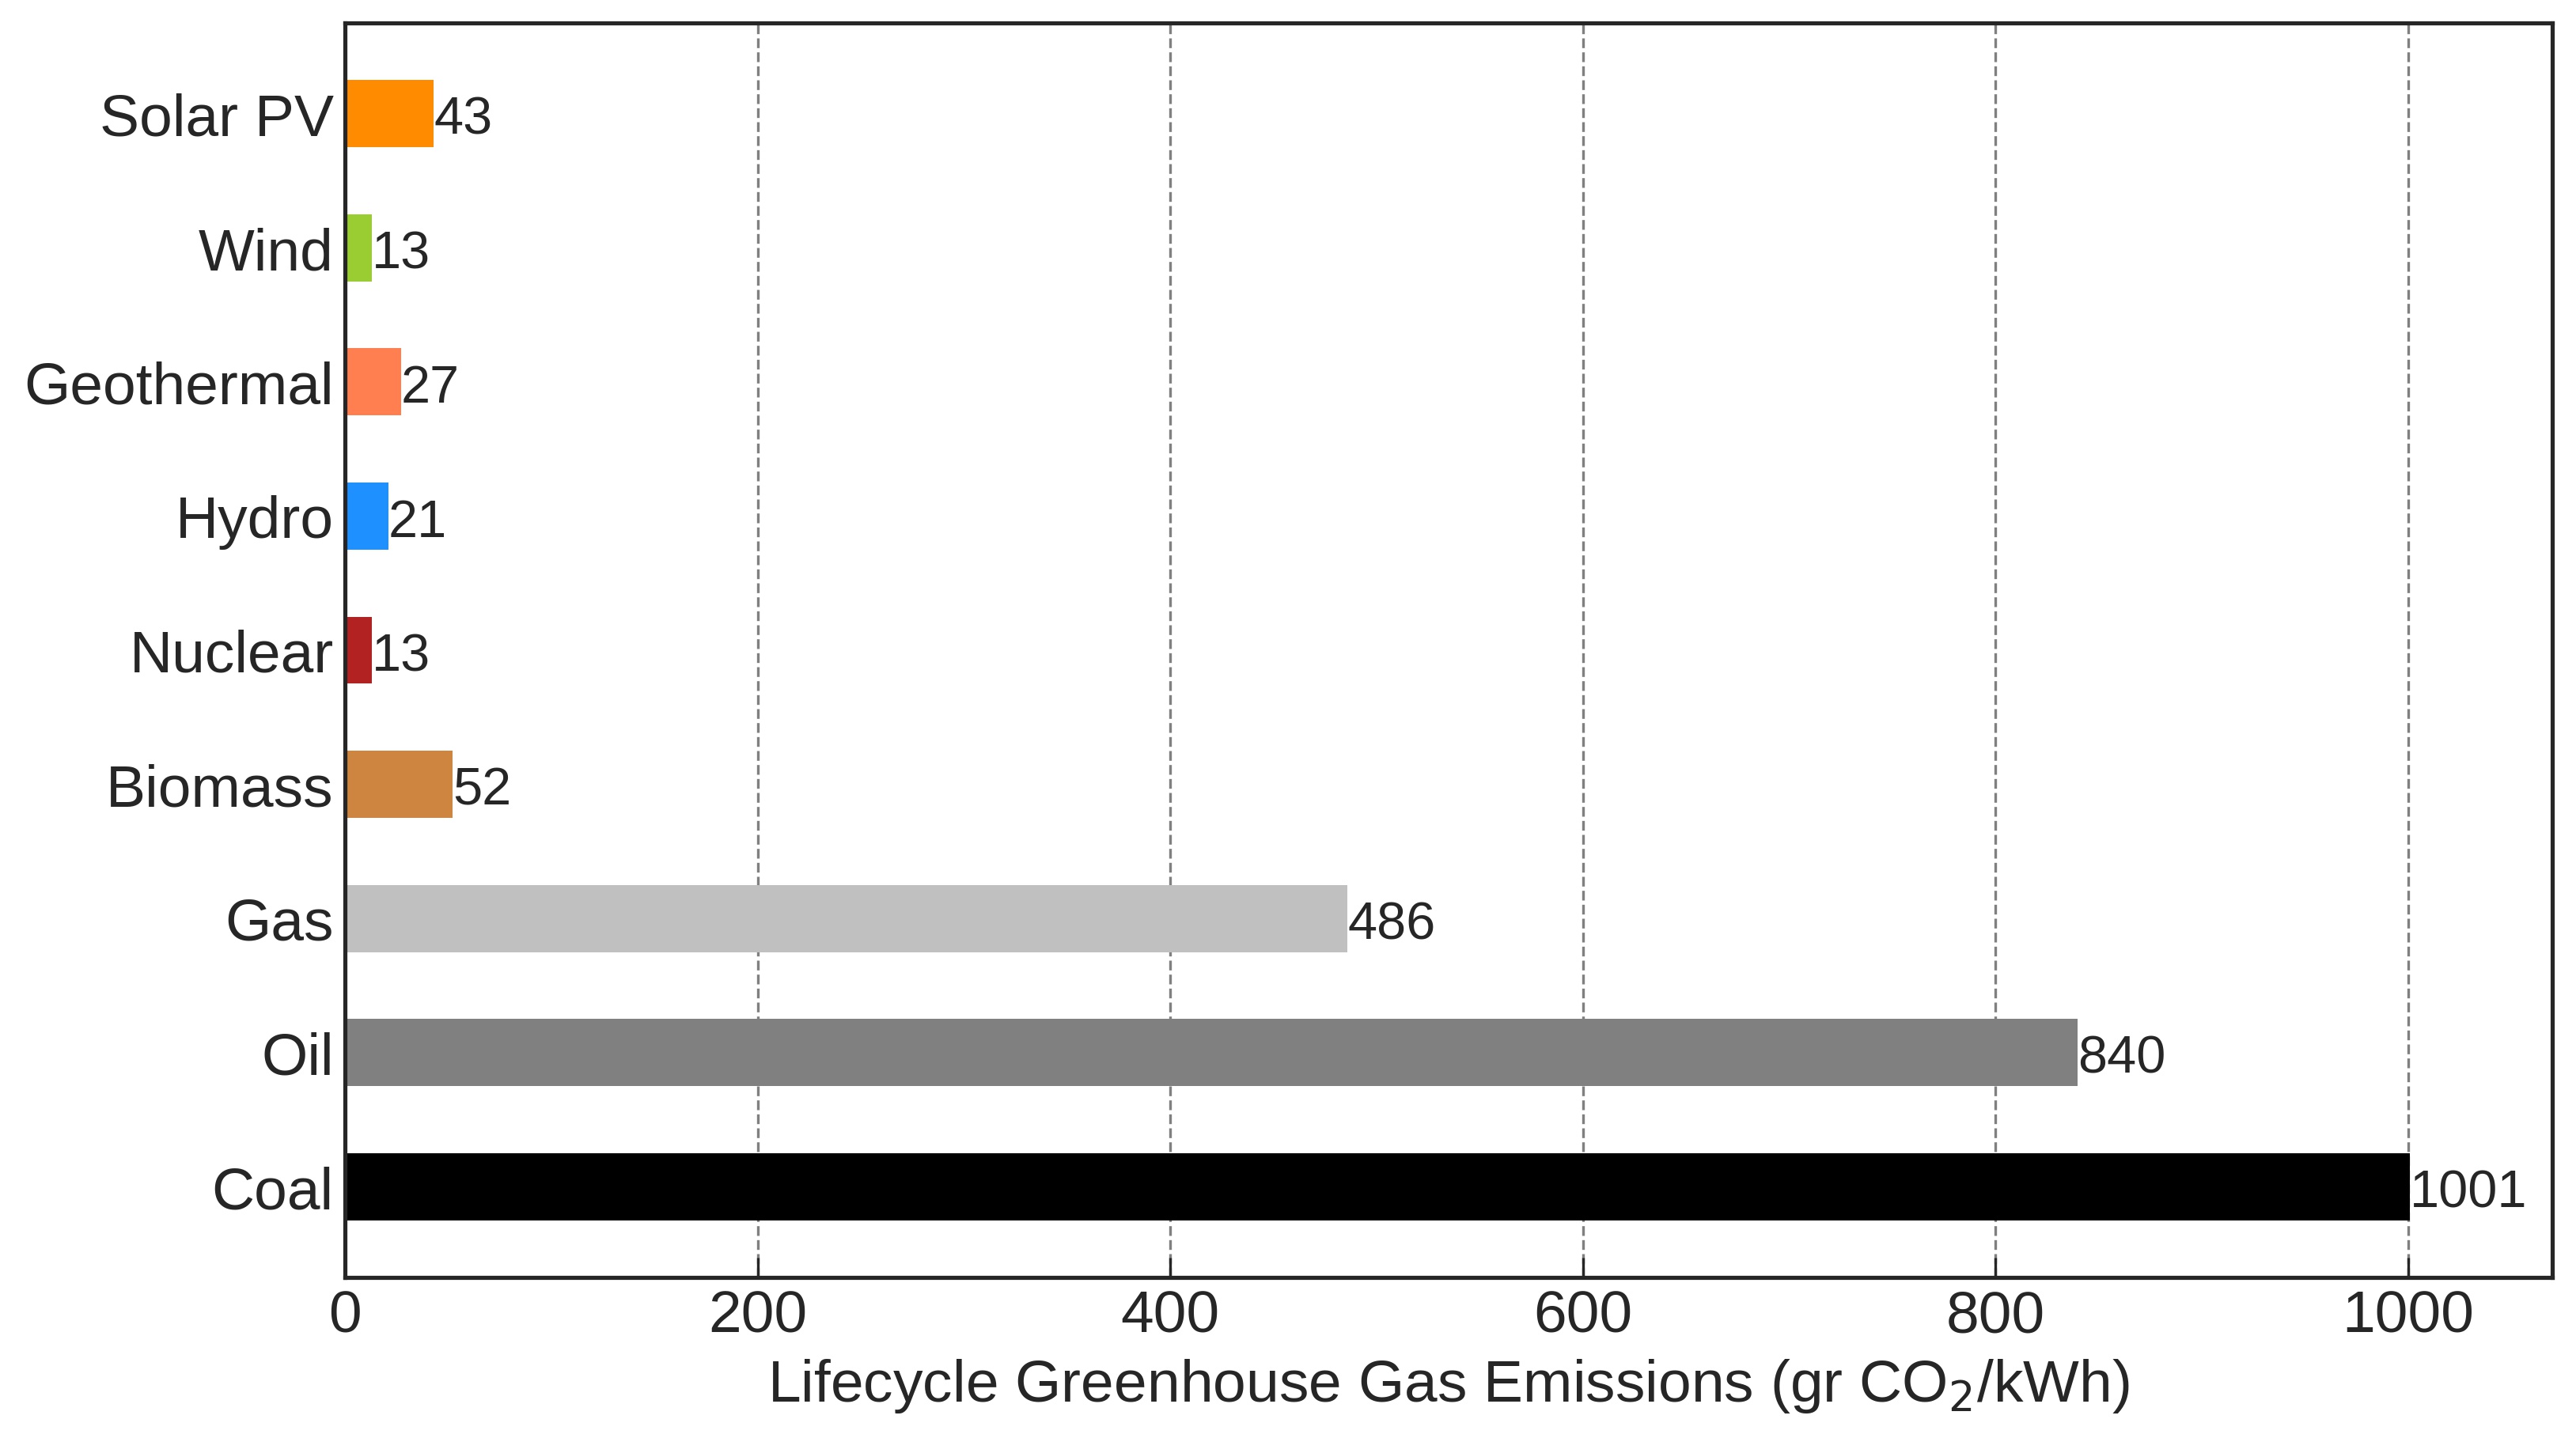 Solar PV 43
Wind 13
Geothermal 27
Hydro 21
Nuclear 13
Biomass 52
Gas 486
Oil 840
Coal 1001
0 200 400 600 800 1000
Lifecycle Greenhouse Gas Emissions (gr CO₂/kWh)